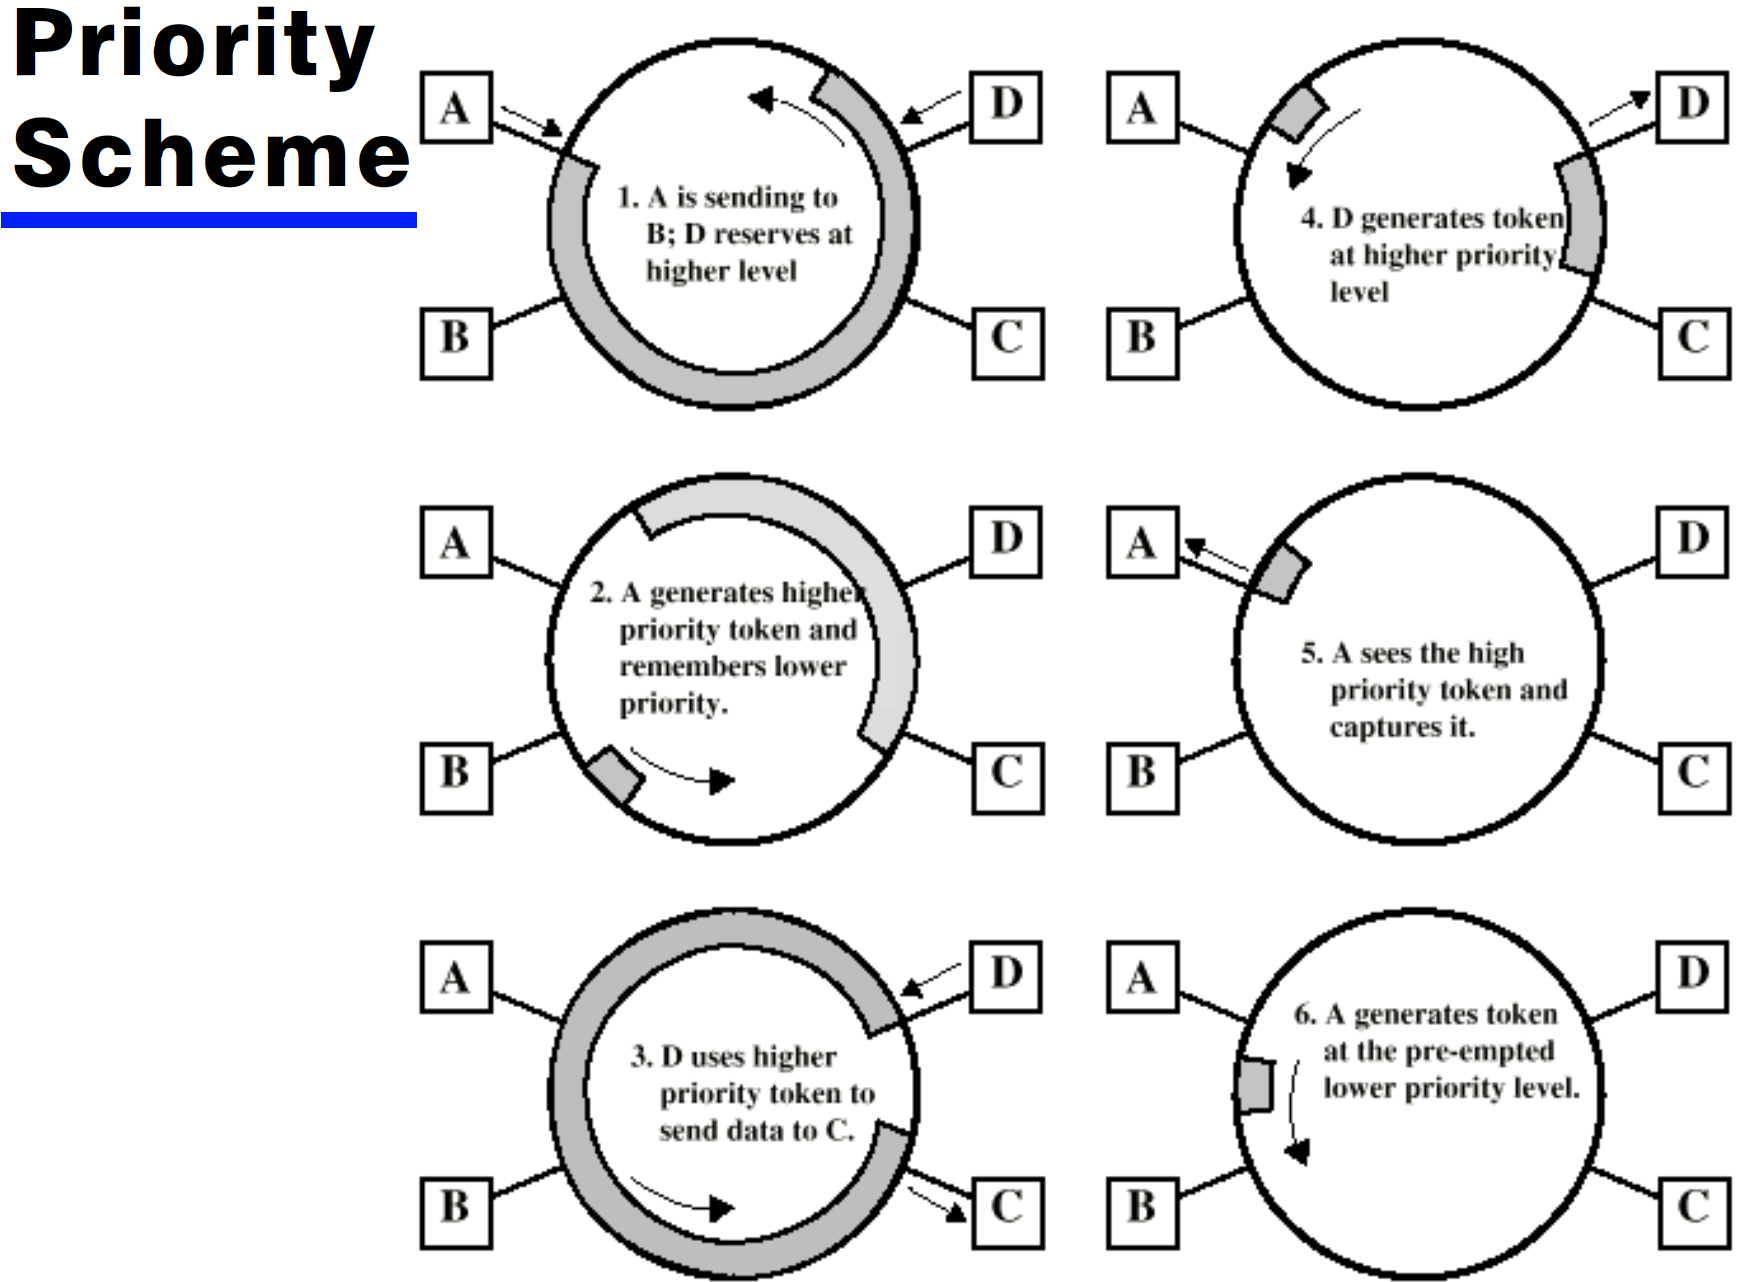 Priority
Scheme
A
D
1. A is sending to
B; D reserves at
higher level
B
C
A
D
2. A generates higher
priority token and
remembers lower
priority.
B
C
A
D
3. D uses higher
priority token to
send data to C.
B
C
A
D
4. D generates token
at higher priority
level
B
C
A
D
5. A sees the high
priority token and
captures it.
B
C
A
D
6. A generates token
at the pre-empted
lower priority level.
B
C